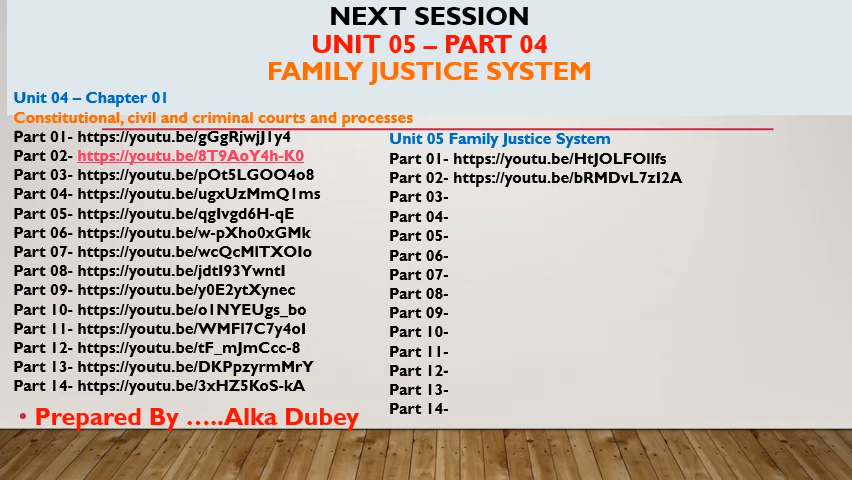 NEXT SESSION
UNIT 05 – PART 04
FAMILY JUSTICE SYSTEM
Unit 04 – Chapter 01
Constitutional, civil and criminal courts and processes
Part 01- https://youtu.be/gGgRjwjJ1y4
Part 02- https://youtu.be/8T9AoY4h-K0
Part 03- https://youtu.be/pOt5LGOO4o8
Part 04- https://youtu.be/ugxUzMmQ1ms
Part 05- https://youtu.be/qgIvgd6H-qE
Part 06- https://youtu.be/w-pXho0xGMk
Part 07- https://youtu.be/wcQcMlTXOIo
Part 08- https://youtu.be/jdtI93YwntI
Part 09- https://youtu.be/y0E2ytXynec
Part 10- https://youtu.be/o1NYEUgs_bo
Part 11- https://youtu.be/WMFl7C7y4oI
Part 12- https://youtu.be/tF_mJmCcc-8
Part 13- https://youtu.be/DKPpzyrmMrY
Part 14- https://youtu.be/3xHZ5KoS-kA
• Prepared By …..Alka Dubey
Unit 05 Family Justice System
Part 01- https://youtu.be/HtJOLFOllfs
Part 02- https://youtu.be/bRMDvL7zI2A
Part 03-
Part 04-
Part 05-
Part 06-
Part 07-
Part 08-
Part 09-
Part 10-
Part 11-
Part 12-
Part 13-
Part 14-